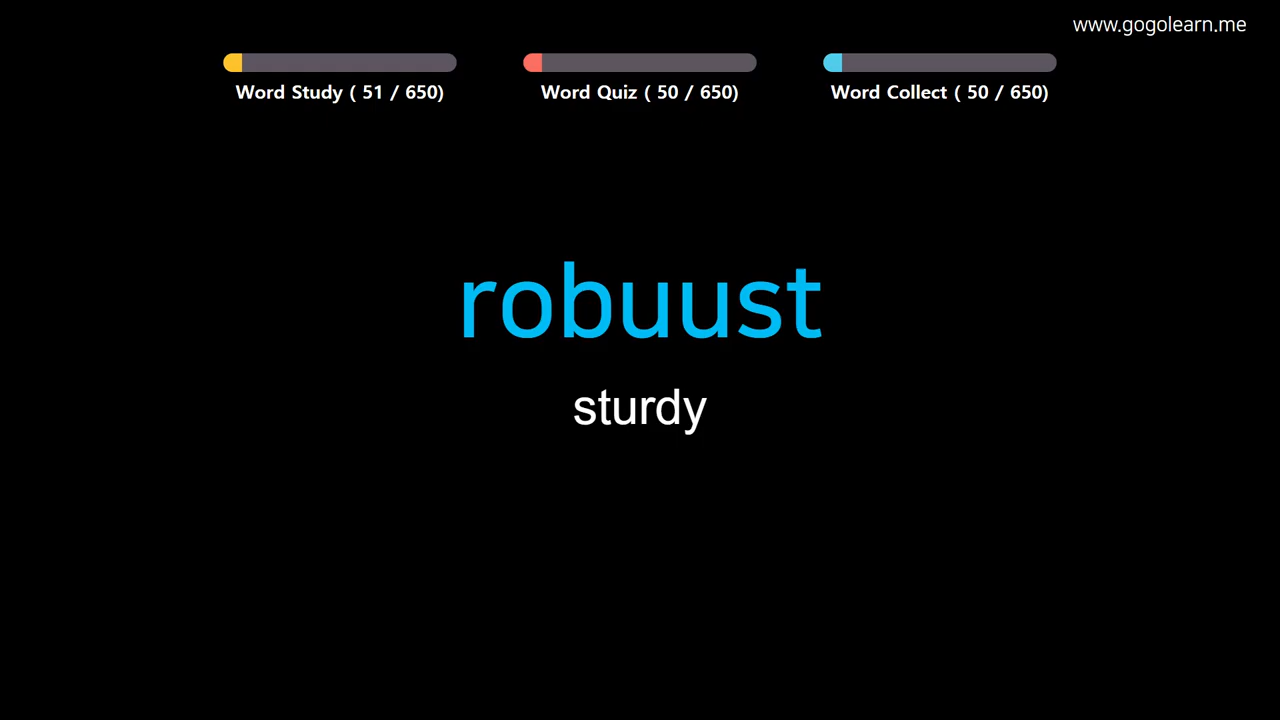 www.gogolearn.me
Word Study ( 51 / 650)
Word Quiz ( 50 / 650)
Word Collect ( 50 / 650)
robuust
sturdy